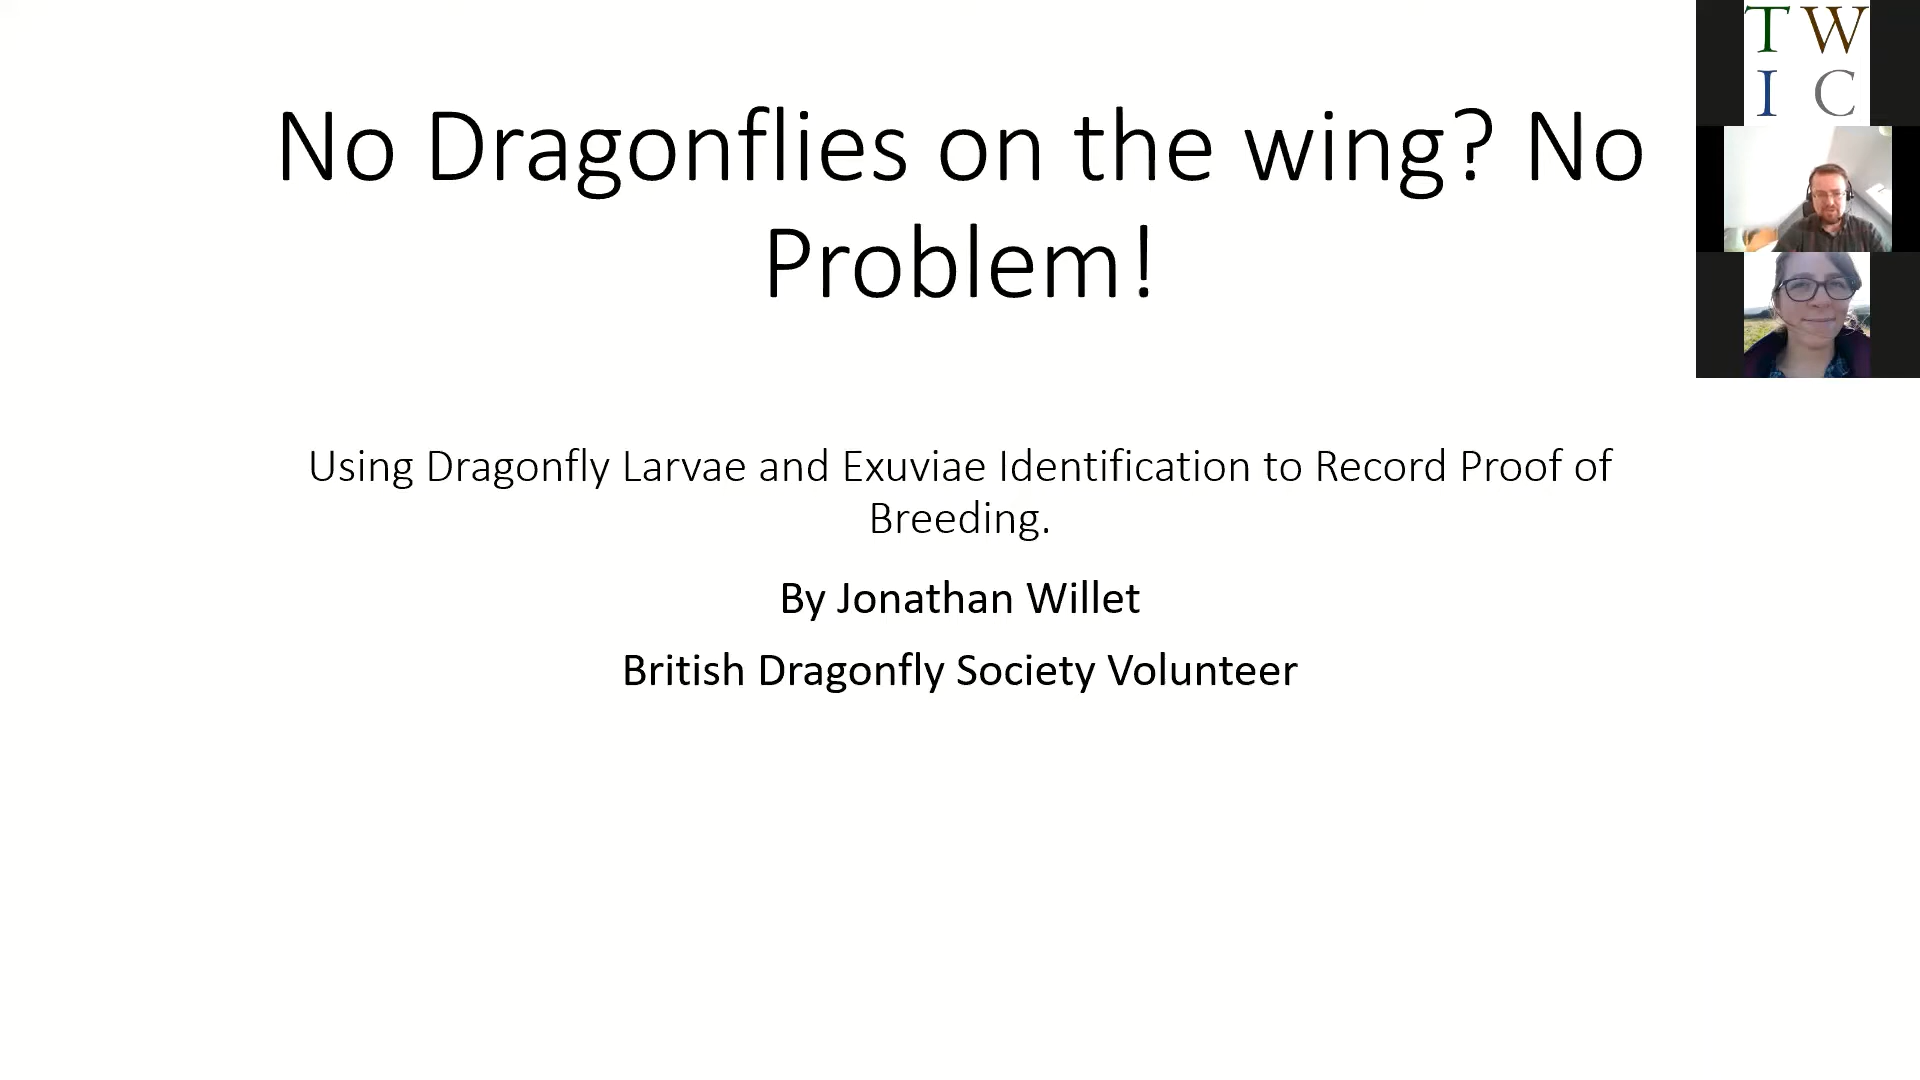 No Dragonflies on the wing? No
Problem!
Using Dragonfly Larvae and Exuviae Identification to Record Proof of
Breeding.
By Jonathan Willet
British Dragonfly Society Volunteer
T W
I C